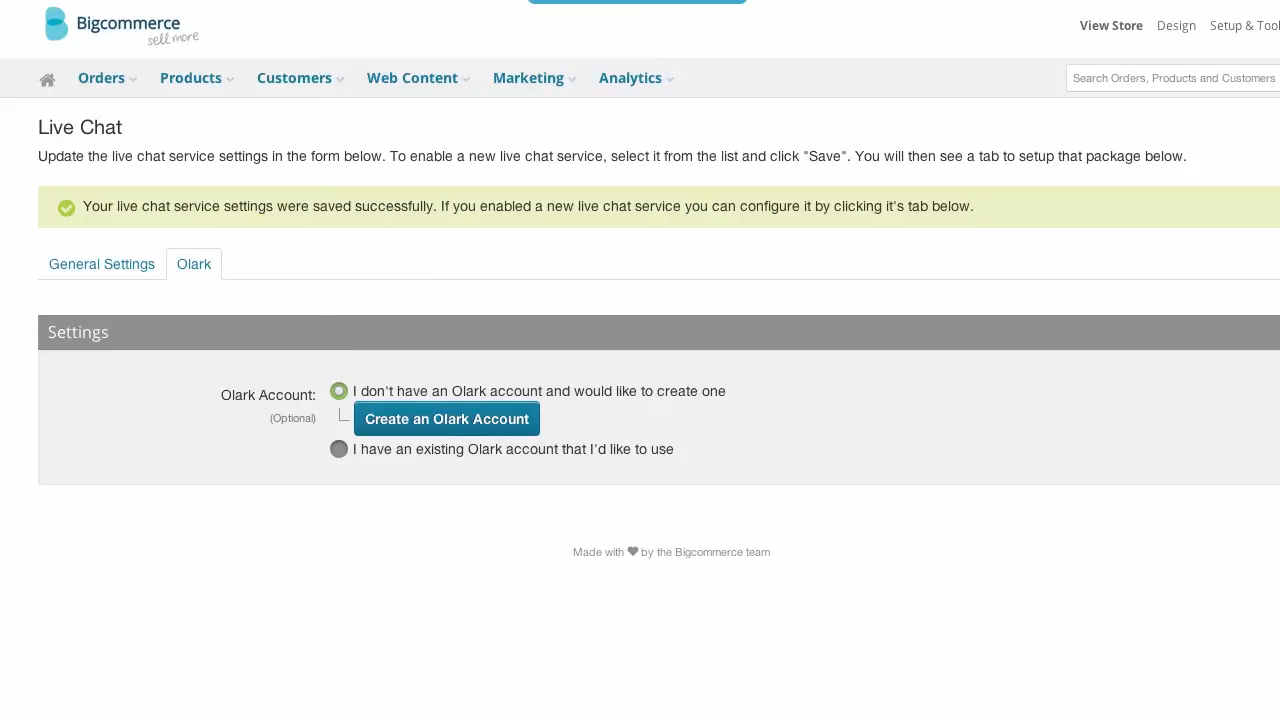 Bigcommerce
sell more
View Store Design Setup & Tool
Orders Products Customers Web Content Marketing Analytics
Search Orders, Products and Customers
Live Chat
Update the live chat service settings in the form below. To enable a new live chat service, select it from the list and click "Save". You will then see a tab to setup that package below.
Your live chat service settings were saved successfully. If you enabled a new live chat service you can configure it by clicking it's tab below.
General Settings Olark
Settings
Olark Account:
(Optional)
I don't have an Olark account and would like to create one
Create an Olark Account
I have an existing Olark account that I'd like to use
Made with ♥ by the Bigcommerce team